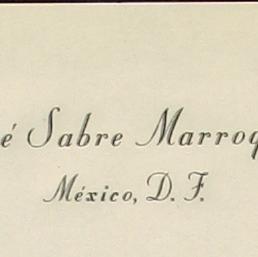 é Sabre Marroq
México, D. F.